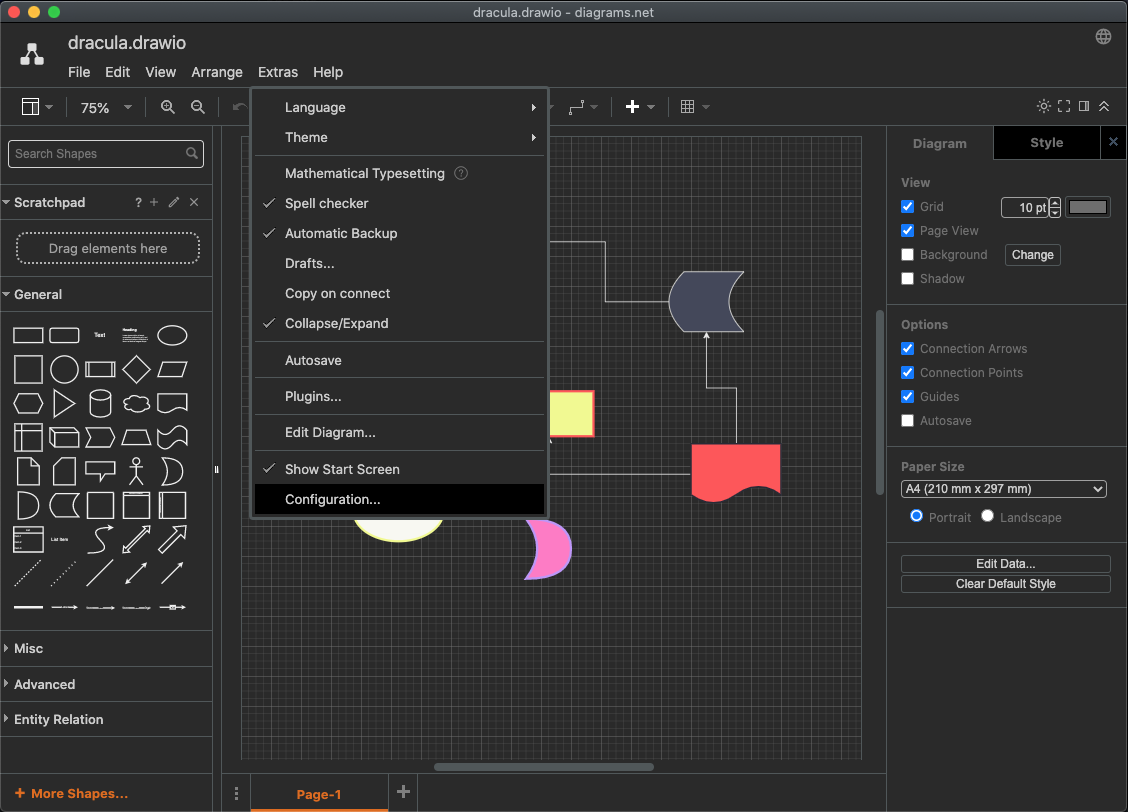 dracula.drawio - diagrams.net
dracula.drawio
File Edit View Arrange Extras Help
75%
Search Shapes
Scratchpad ?
Drag elements here
General
Text
Heading
List Item
Misc
Advanced
Entity Relation
+ More Shapes...
Language
Theme
Mathematical Typesetting ?
Spell checker
Automatic Backup
Drafts...
Copy on connect
Collapse/Expand
Autosave
Plugins...
Edit Diagram...
Show Start Screen
Configuration...
Page-1
Diagram Style
View
Grid 10 pt
Page View
Background Change
Shadow
Options
Connection Arrows
Connection Points
Guides
Autosave
Paper Size
A4 (210 mm x 297 mm)
Portrait Landscape
Edit Data...
Clear Default Style